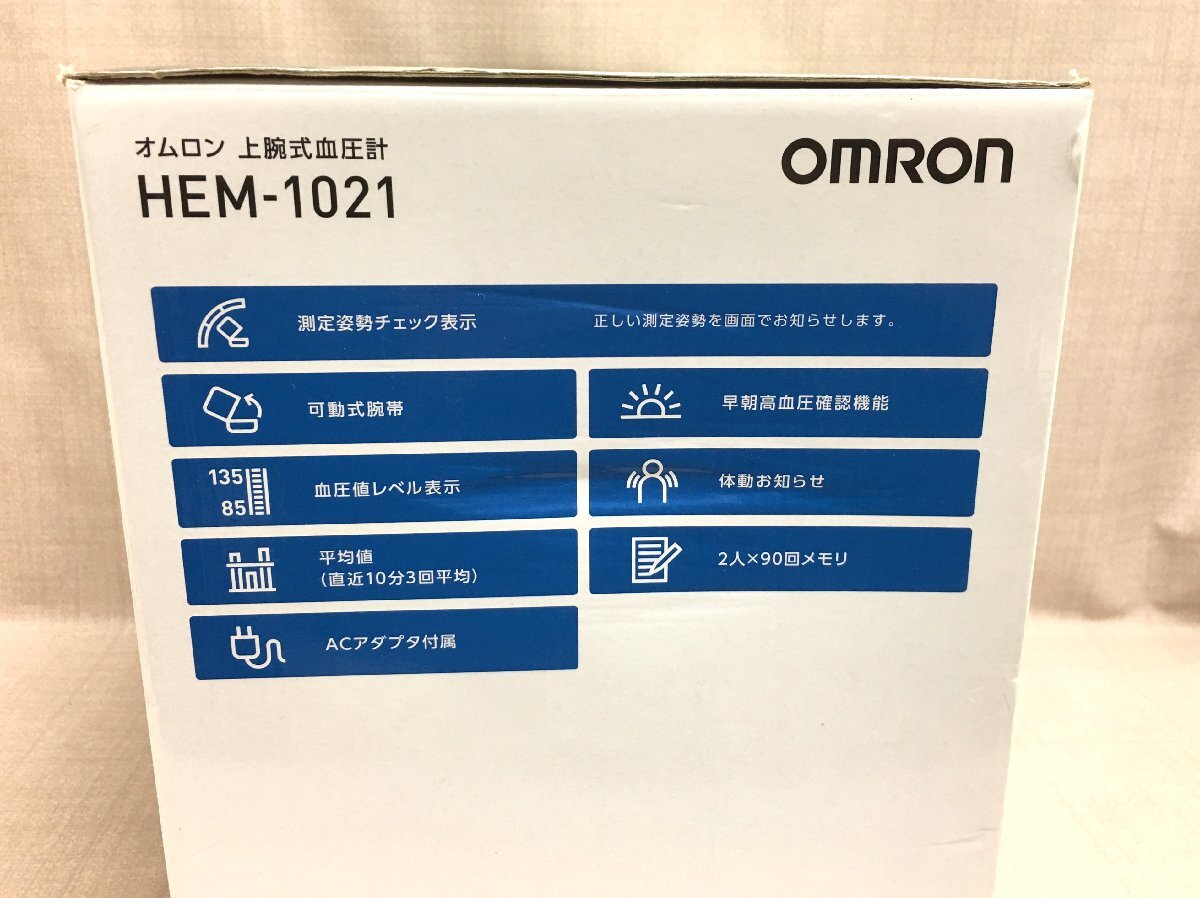 オムロン 上腕式血圧計
HEM-1021
OMRON
測定姿勢チェック表示 正しい測定姿勢を画面でお知らせします。
可動式腕帯
早朝高血圧確認機能
135
85
血圧値レベル表示
体動お知らせ
平均値
(直近10分3回平均)
2人×90回メモリ
ACアダプタ付属